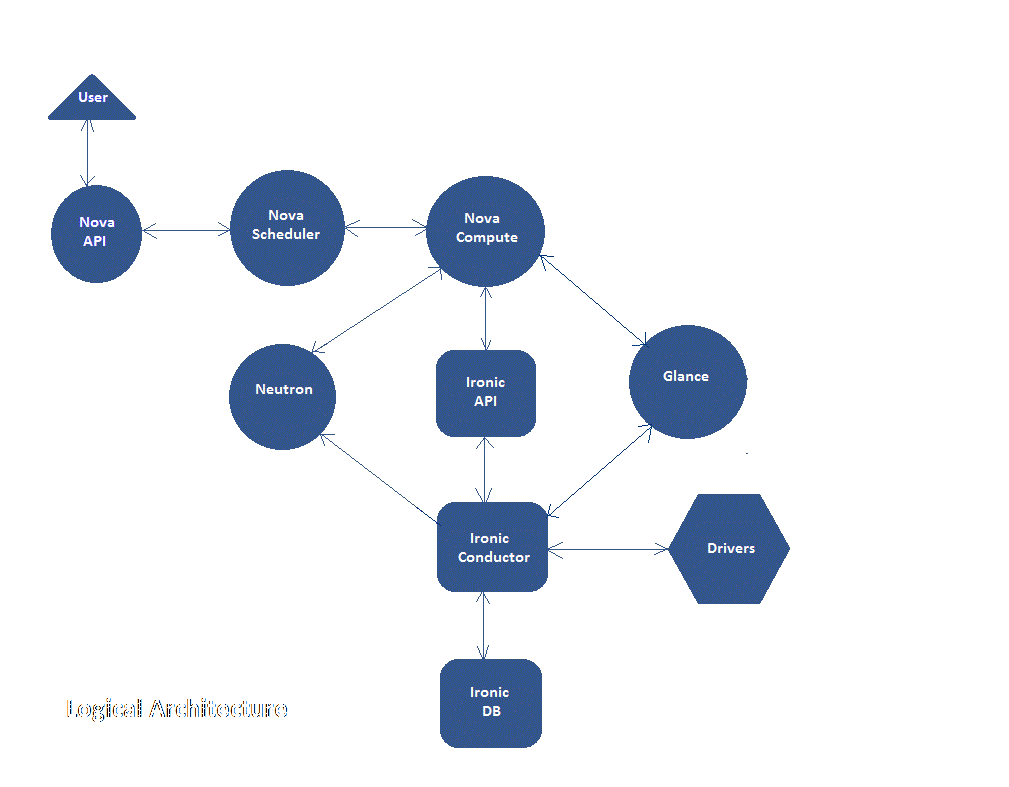 User
Nova
API
Nova
Scheduler
Nova
Compute
Neutron
Ironic
API
Glance
Ironic
Conductor
Drivers
Ironic
DB
Logical Architecture